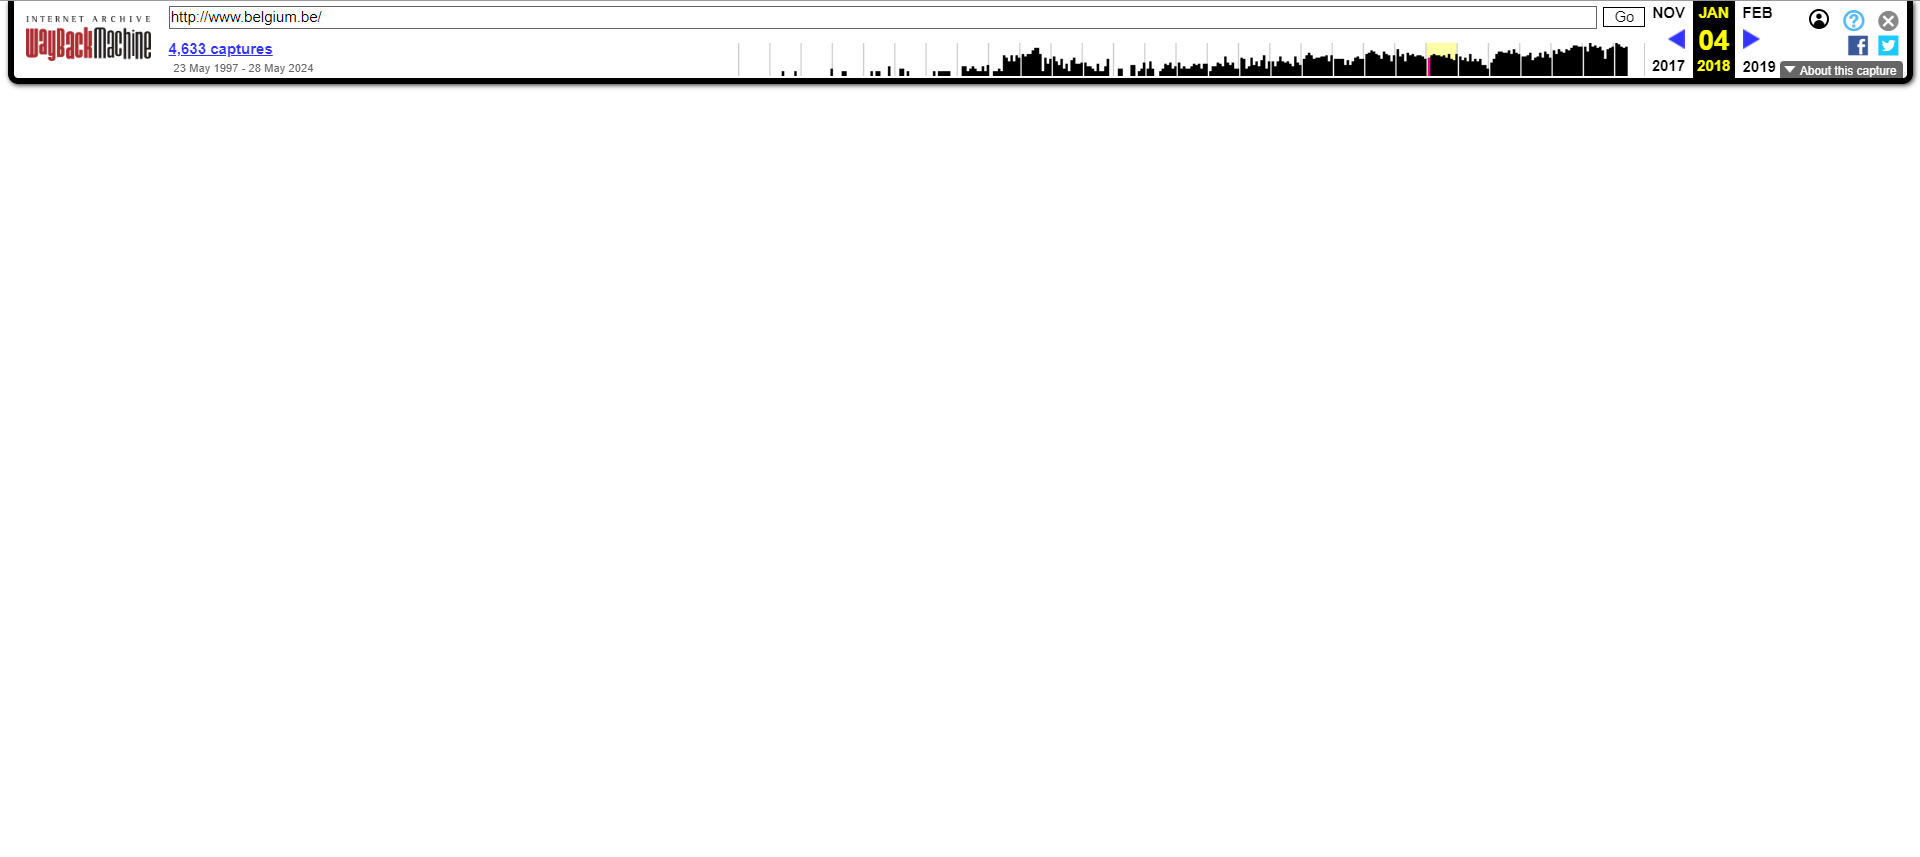 INTERNET ARCHIVE
WayBackMachine
http://www.belgium.be/
Go
4,633 captures
23 May 1997 - 28 May 2024
NOV JAN FEB
04
2017 2018 2019
?
f
About this capture